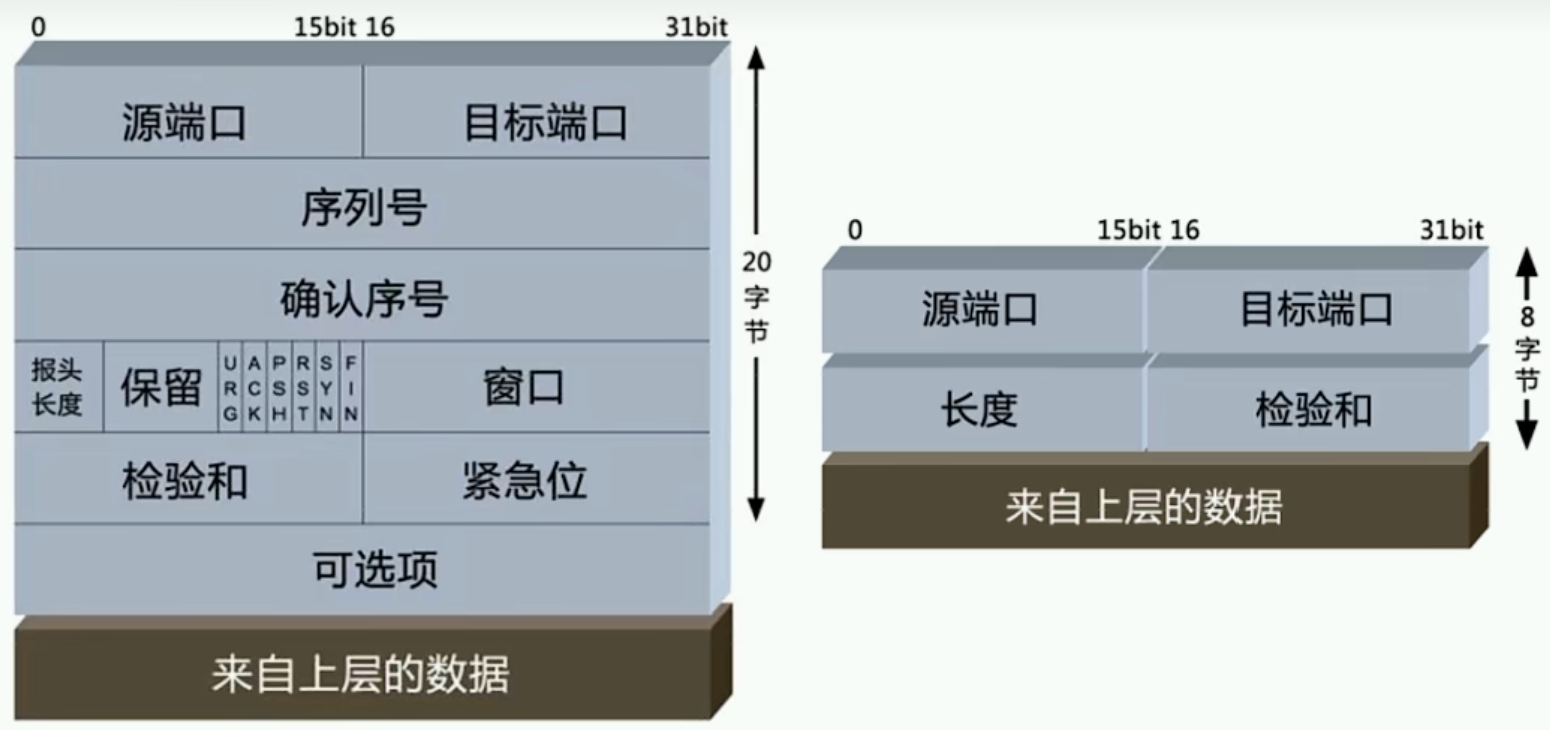 0 15bit 16 31bit
源端口 目标端口
序列号
确认序号
报头长度 保留 URG ACK PSH RST SYN FIN 窗口
检验和 紧急位
可选项
来自上层的数据
20字节
0 15bit 16 31bit
源端口 目标端口
长度 检验和
来自上层的数据
8字节